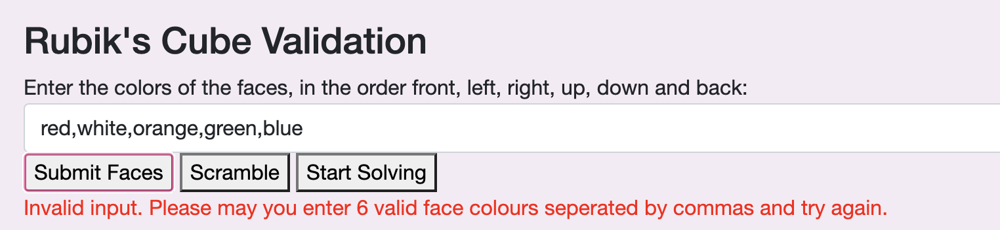 Rubik's Cube Validation
Enter the colors of the faces, in the order front, left, right, up, down and back:
red,white,orange,green,blue
Submit Faces Scramble Start Solving
Invalid input. Please may you enter 6 valid face colours seperated by commas and try again.